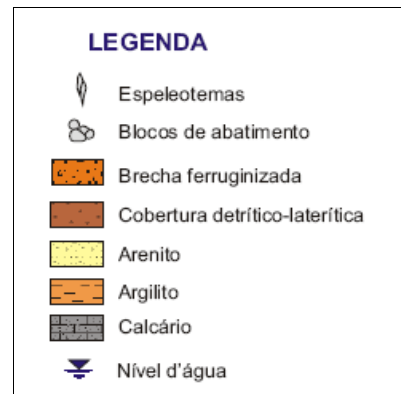 LEGENDA
Espeleotemas
Blocos de abatimento
Brecha ferruginizada
Cobertura detrítico-laterítica
Arenito
Argilito
Calcário
Nível d'água